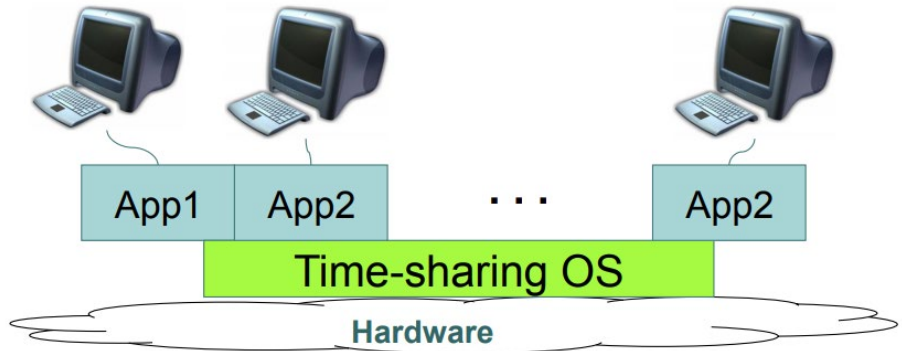 App1
App2
. . .
App2
Time-sharing OS
Hardware